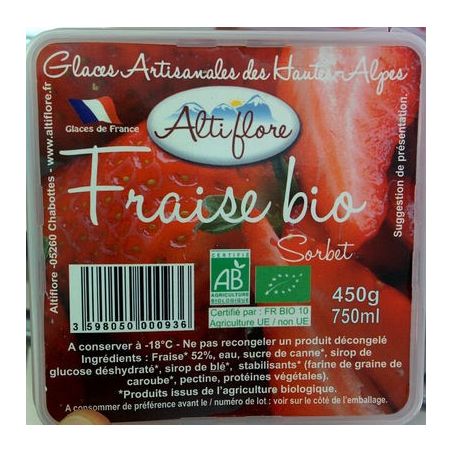 Glaces Artisanales des Hautes-Alpes
Glaces de France
Altiflore
Fraise bio
Sorbet
Altiflore -05260 Chabottes - www.altiflore.fr
Suggestion de présentation.
CERTIFIÉ
AB
AGRICULTURE
BIOLOGIQUE
Certifié par : FR BIO 10
Agriculture UE / non UE
450g
750ml
3 598050 000936
A conserver à -18°C - Ne pas recongeler un produit décongelé
Ingrédients : Fraise* 52%, eau, sucre de canne*, sirop de
glucose déshydraté*, sirop de blé*, stabilisants* (farine de graine de
caroube*, pectine, protéines végétales).
*Produits issus de l'agriculture biologique.
A consommer de préférence avant le / numéro de lot : voir sur le côté de l'emballage.